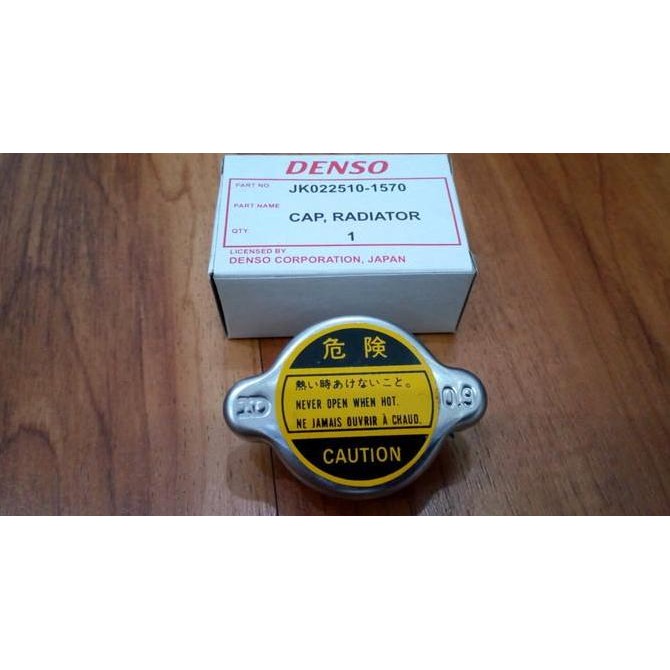 DENSO
PART NO. JK022510-1570
PART NAME CAP, RADIATOR
QTY. 1
LICENSED BY
DENSO CORPORATION, JAPAN
危険
熱い時あけないこと。
NEVER OPEN WHEN HOT.
NE JAMAIS OUVRIR À CHAUD.
CAUTION
0.9